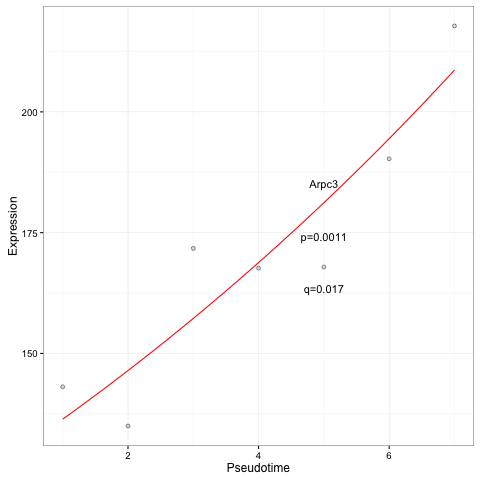 200
175
150
Expression
Arpc3
p=0.0011
q=0.017
2
4
6
Pseudotime